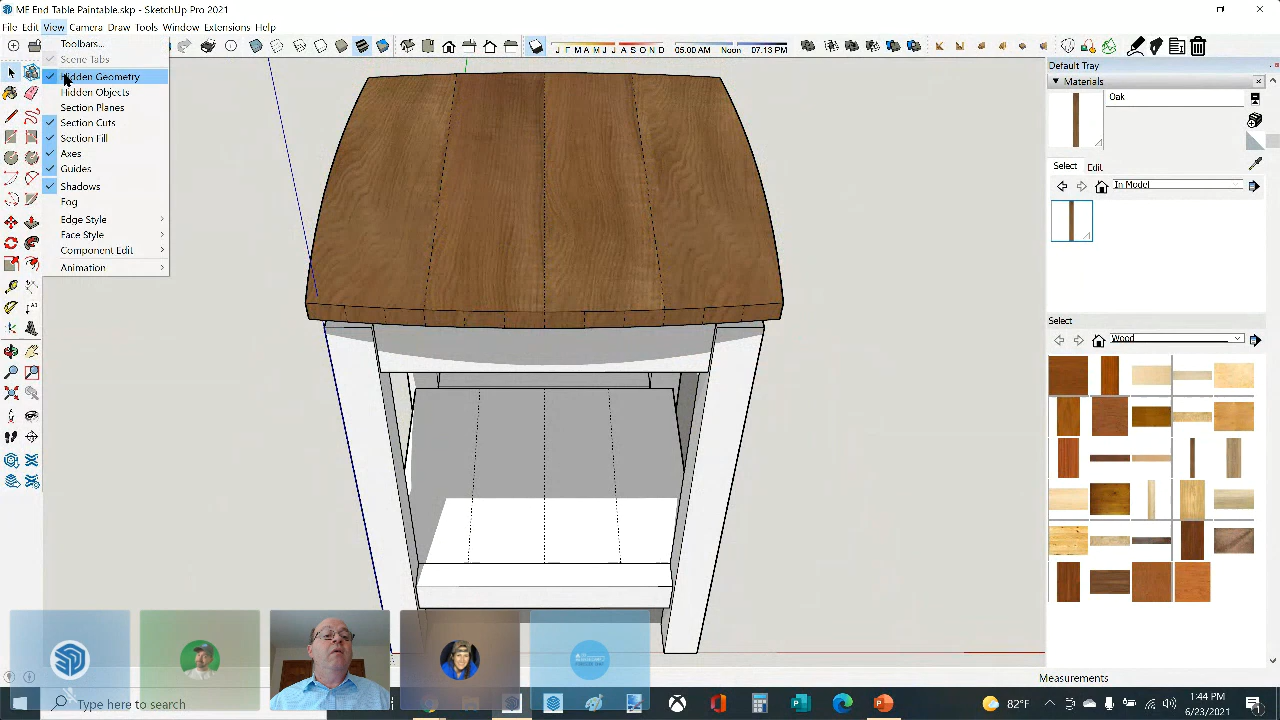 ME End Table Paintable.skp - SketchUp Pro 2021
File Edit View Camera Draw Tools Window Extensions Help
J F M A M J J A S O N D
05:00 AM Noon 07:13 PM
Toolbars...
Scene Tabs
Hidden Geometry
Hidden Objects
Section Planes
Section Cuts
Section Fill
Axes
Guides
Shadows
Fog
Edge Style
Face Style
Component Edit
Animation
Default Tray
Materials
Oak
Select Edit
In Model
Select
Wood
Measurements
Type here to search
82°F
1:44 PM
6/24/2021